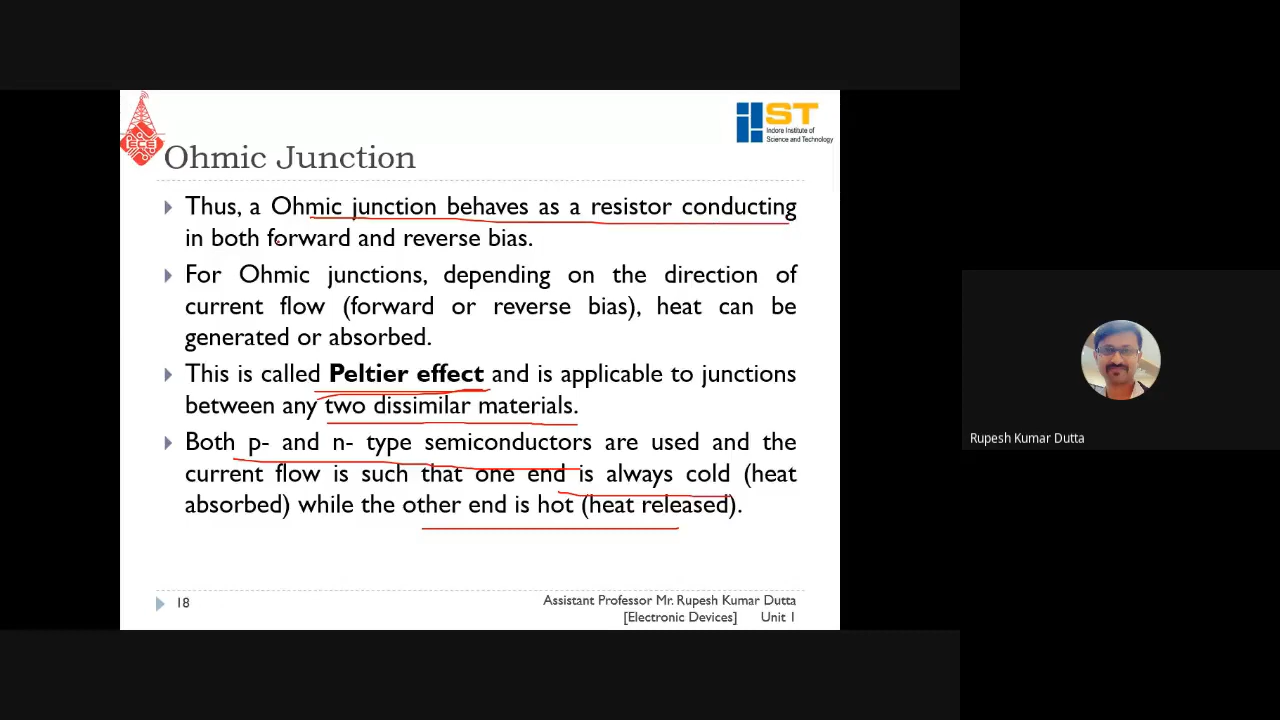 ECE
IIST
Indore Institute of
Science and Technology
Ohmic Junction
Thus, a Ohmic junction behaves as a resistor conducting
in both forward and reverse bias.
For Ohmic junctions, depending on the direction of
current flow (forward or reverse bias), heat can be
generated or absorbed.
This is called Peltier effect and is applicable to junctions
between any two dissimilar materials.
Both p- and n- type semiconductors are used and the
current flow is such that one end is always cold (heat
absorbed) while the other end is hot (heat released).
18
Assistant Professor Mr. Rupesh Kumar Dutta
[Electronic Devices] Unit 1
Rupesh Kumar Dutta